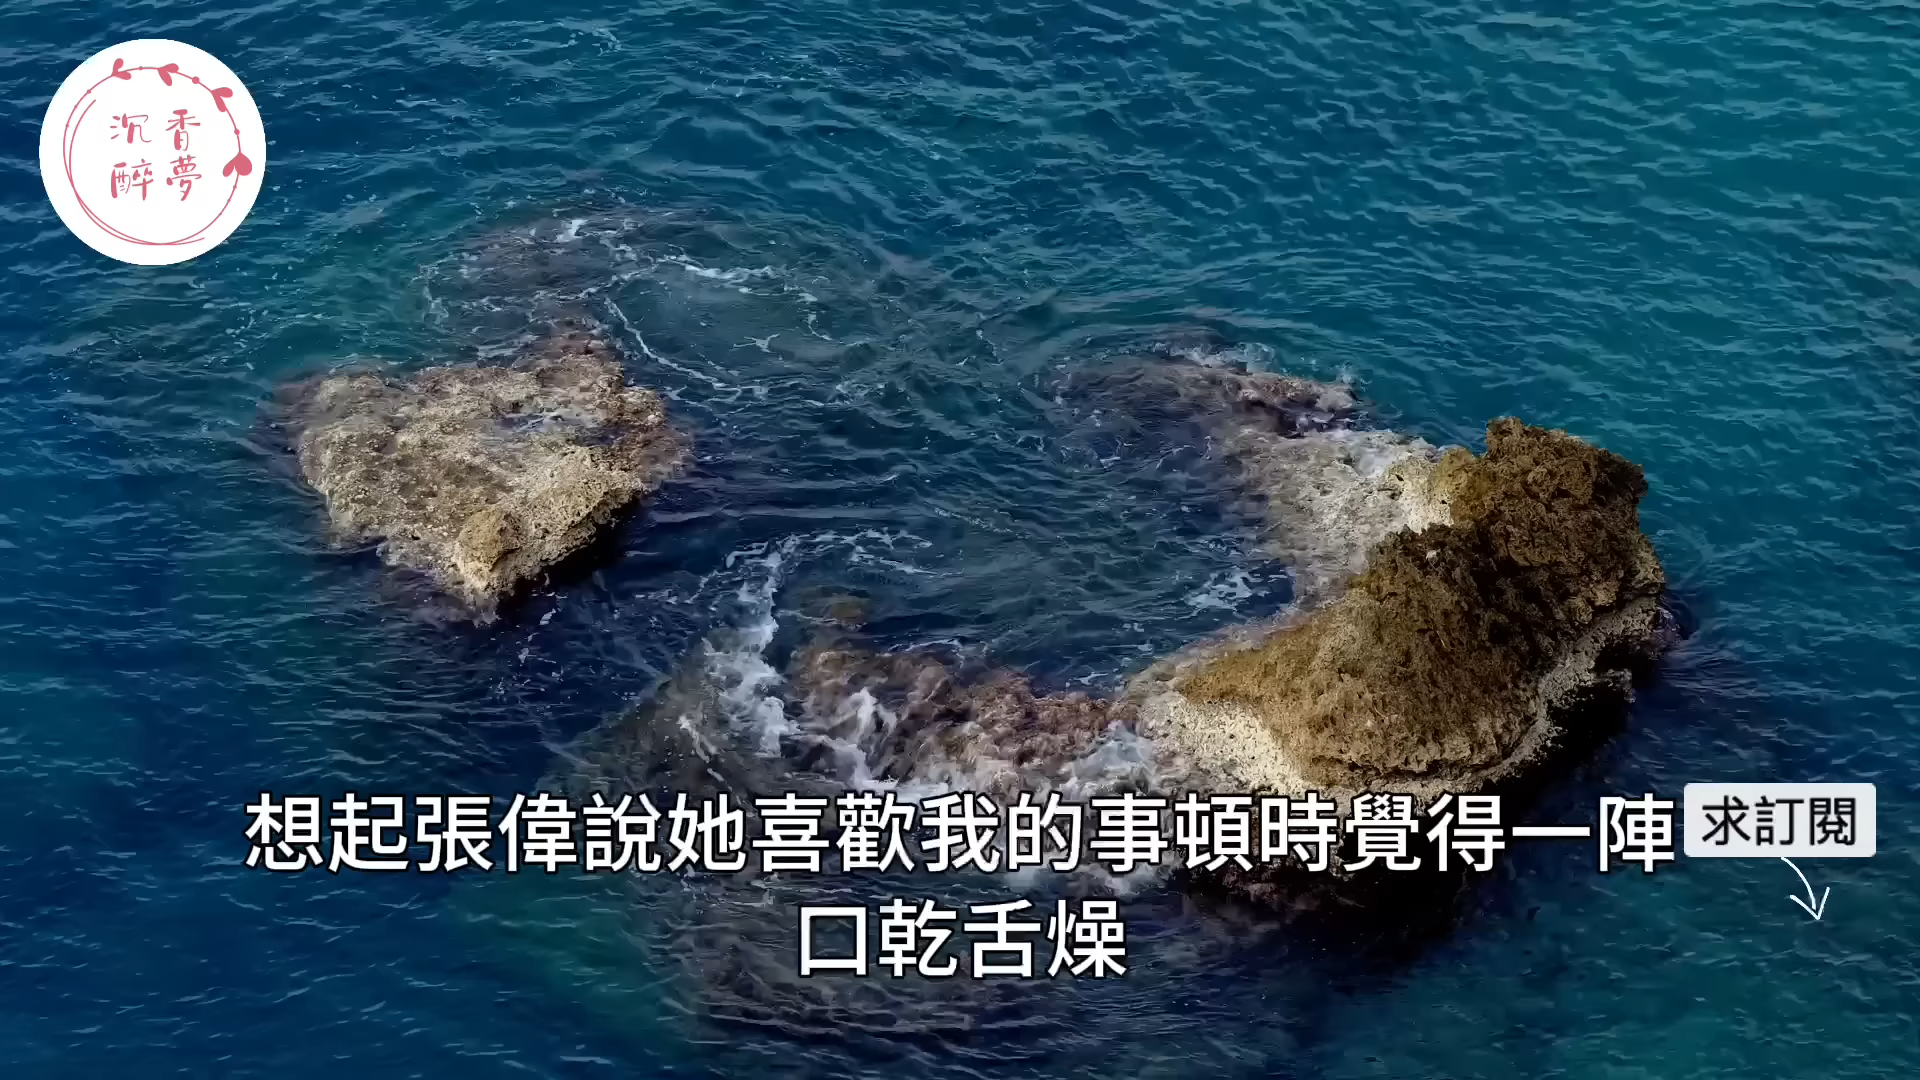 沉香
醉夢
想起張偉說她喜歡我的事頓時覺得一陣
口乾舌燥
求訂閱